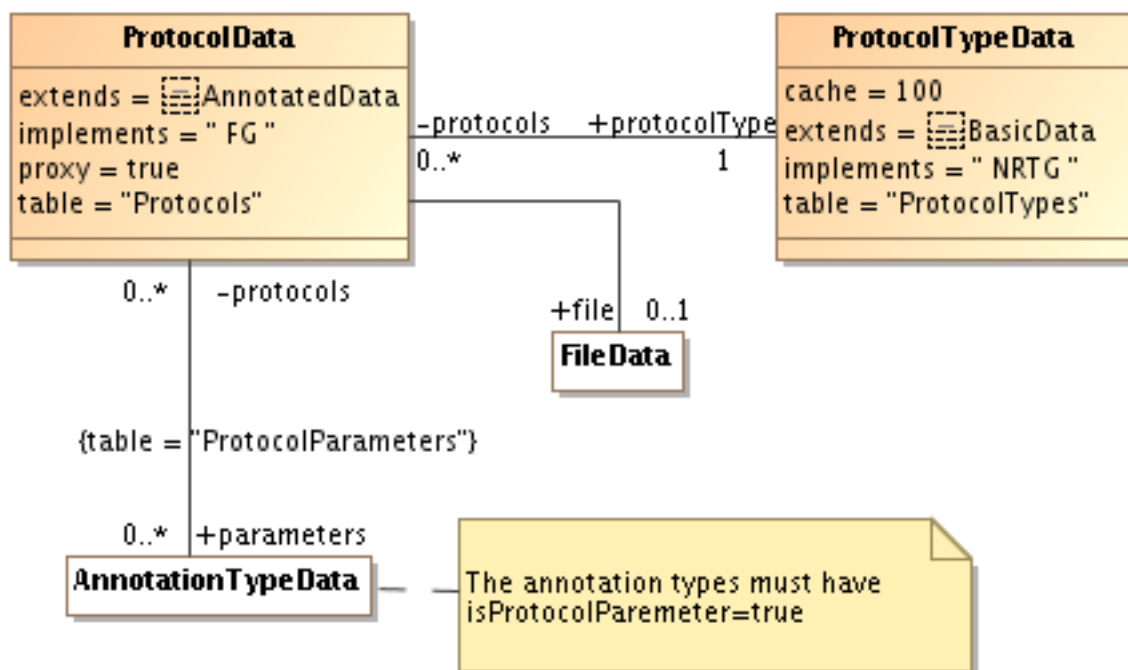 ProtocolData
extends = AnnotatedData
implements = " FG "
proxy = true
table = "Protocols"
ProtocolTypeData
cache = 100
extends = BasicData
implements = " NRTG "
table = "ProtocolTypes"
-protocols +protocolType
0..* 1
0..* -protocols
+file 0..1
FileData
{table = "ProtocolParameters"}
0..* +parameters
AnnotationTypeData
The annotation types must have
isProtocolParemeter=true